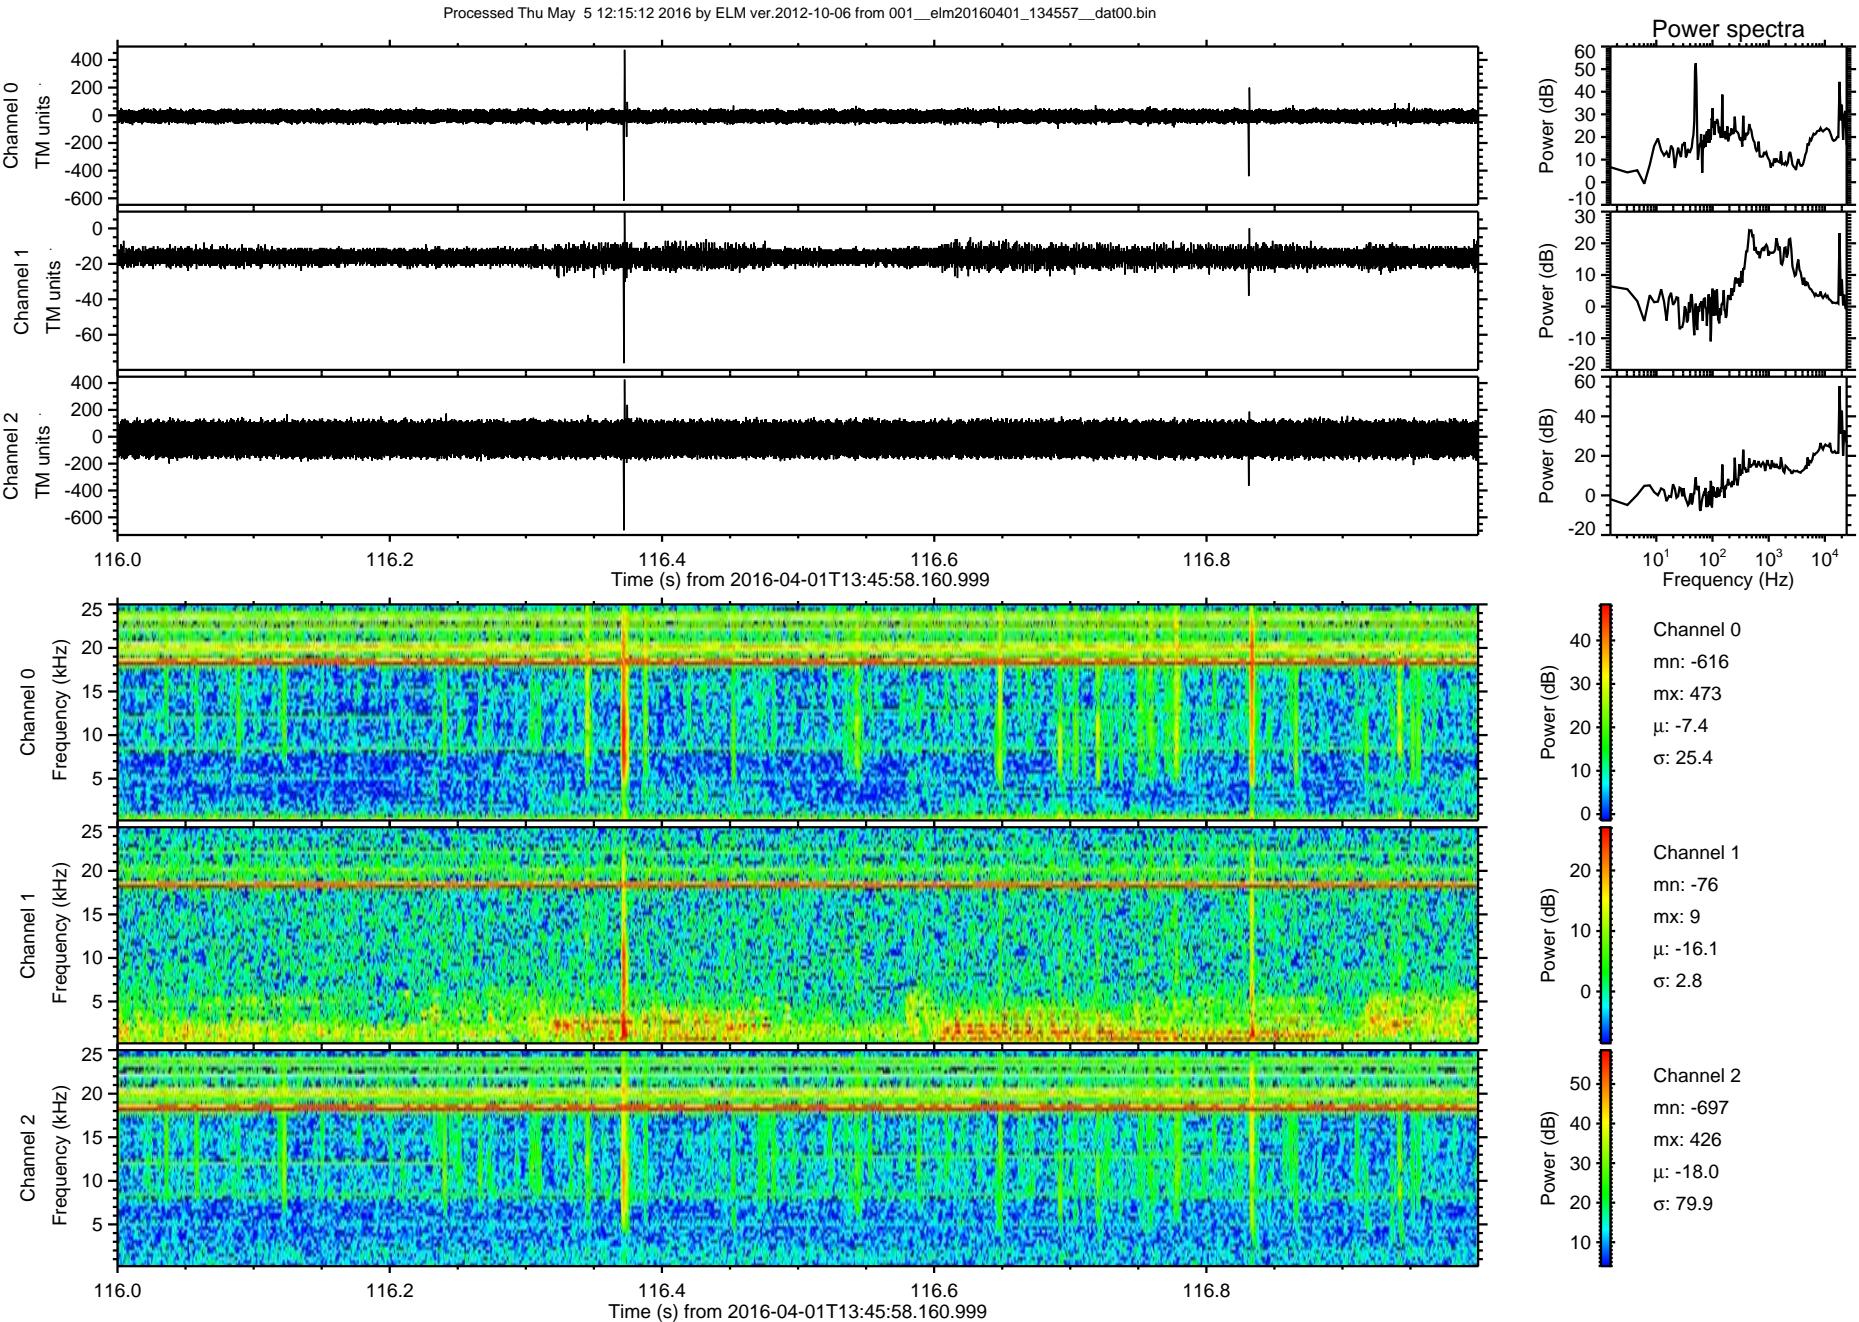 Processed Thu May  5 12:15:12 2016 by ELM ver.2012-10-06 from 001__elm20160401_134557__dat00.bin
Power spectra
Channel 0
TM units
400
200
0
-200
-400
-600
Power (dB)
60
50
40
30
20
10
0
-10
Channel 1
TM units
0
-20
-40
-60
Power (dB)
30
20
10
0
-10
-20
Channel 2
TM units
400
200
0
-200
-400
-600
Power (dB)
60
40
20
0
-20
116.0 116.2 116.4 116.6 116.8
Time (s) from 2016-04-01T13:45:58.160.999
10^1 10^2 10^3 10^4
Frequency (Hz)
Channel 0
Frequency (kHz)
25
20
15
10
5
Power (dB)
40
30
20
10
0
Channel 0
mn: -616
mx: 473
μ: -7.4
σ: 25.4
Channel 1
Frequency (kHz)
25
20
15
10
5
Power (dB)
20
10
0
Channel 1
mn: -76
mx: 9
μ: -16.1
σ: 2.8
Channel 2
Frequency (kHz)
25
20
15
10
5
Power (dB)
50
40
30
20
10
Channel 2
mn: -697
mx: 426
μ: -18.0
σ: 79.9
116.0 116.2 116.4 116.6 116.8
Time (s) from 2016-04-01T13:45:58.160.999